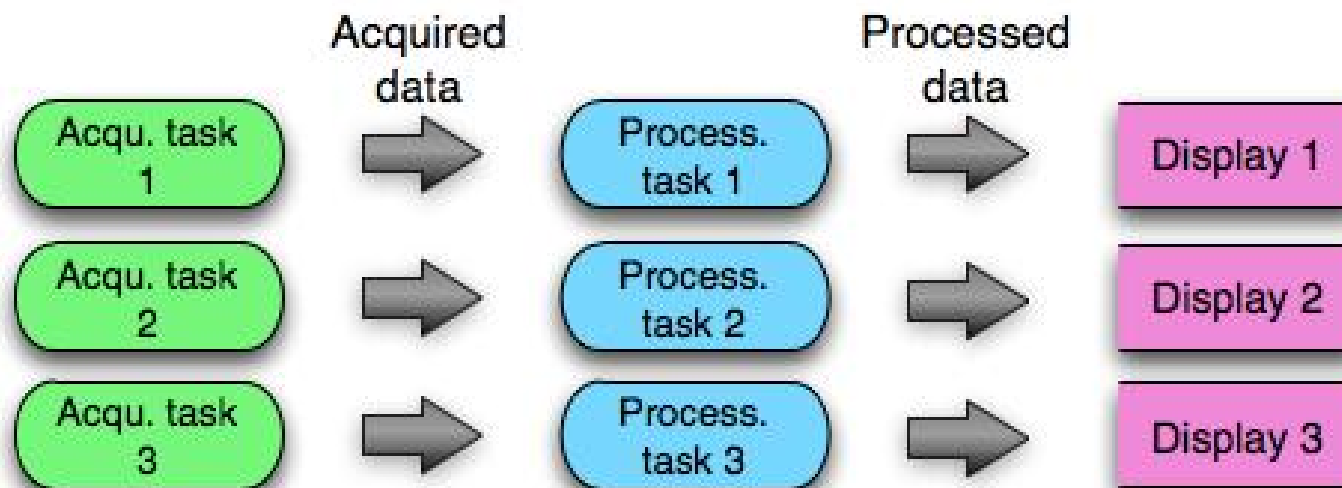 Acquired
data
Processed
data
Acqu. task
1
Process.
task 1
Display 1
Acqu. task
2
Process.
task 2
Display 2
Acqu. task
3
Process.
task 3
Display 3